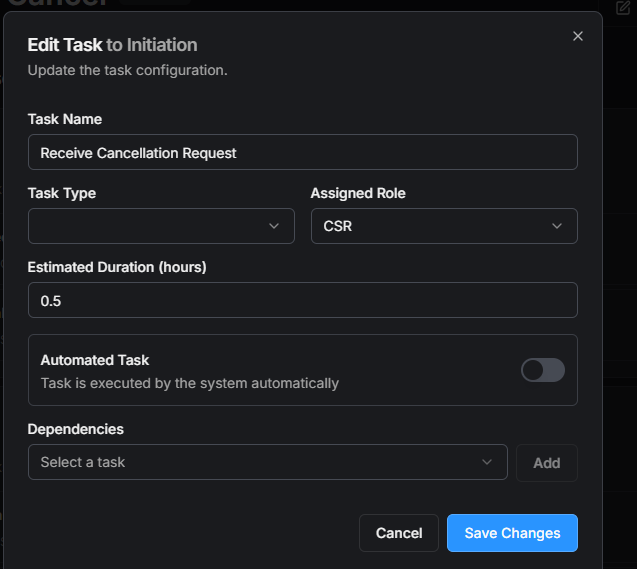 Cancel
Edit Task to Initiation
Update the task configuration.
Task Name
Receive Cancellation Request
Task Type
Assigned Role
CSR
Estimated Duration (hours)
0.5
Automated Task
Task is executed by the system automatically
Dependencies
Select a task
Add
Cancel
Save Changes